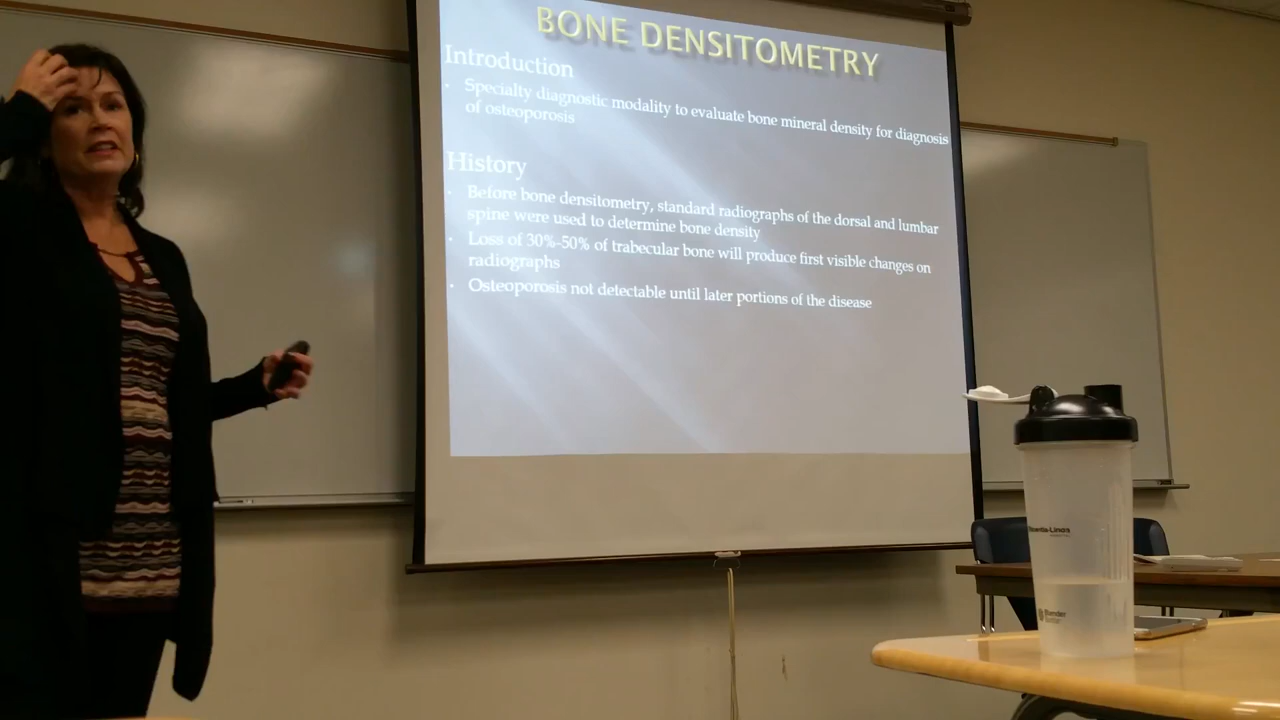 BONE DENSITOMETRY
Introduction
• Specialty diagnostic modality to evaluate bone mineral density for diagnosis
of osteoporosis
History
• Before bone densitometry, standard radiographs of the dorsal and lumbar
spine were used to determine bone density
• Loss of 30%-50% of trabecular bone will produce first visible changes on
radiographs
• Osteoporosis not detectable until later portions of the disease
Blender